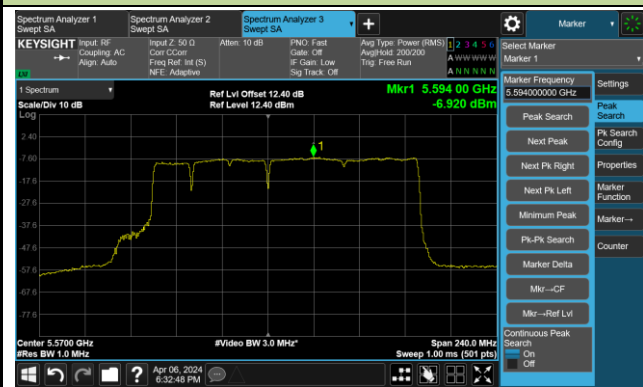 Spectrum Analyzer 1
Swept SA
Spectrum Analyzer 2
Swept SA
Spectrum Analyzer 3
Swept SA
+
Marker
KEYSIGHT
Input: RF
Coupling: AC
Align: Auto
Input Z: 50 Ω
Corr CCorr
Freq Ref: Int (S)
NFE: Adaptive
Atten: 10 dB
PNO: Fast
Gate: Off
IF Gain: Low
Sig Track: Off
Avg Type: Power (RMS)
Avg|Hold: 200/200
Trig: Free Run
1 2 3 4 5 6
A W W W W W
A N N N N N
Select Marker
Marker 1
LW
1 Spectrum
Scale/Div 10 dB
Log
Ref Lvl Offset 12.40 dB
Ref Level 12.40 dBm
Mkr1 5.594 00 GHz
-6.920 dBm
2.40
-7.60
-17.6
-27.6
-37.6
-47.6
-57.6
-67.6
-77.6
1
Center 5.5700 GHz
#Res BW 1.0 MHz
#Video BW 3.0 MHz*
Span 240.0 MHz
Sweep 1.00 ms (501 pts)
Marker Frequency
5.594000000 GHz
Peak Search
Next Peak
Next Pk Right
Next Pk Left
Minimum Peak
Pk-Pk Search
Marker Delta
Mkr→CF
Mkr→Ref Lvl
Continuous Peak
Search
On
Off
Settings
Peak
Search
Pk Search
Config
Properties
Marker
Function
Marker→
Counter
?
Apr 06, 2024
6:32:48 PM